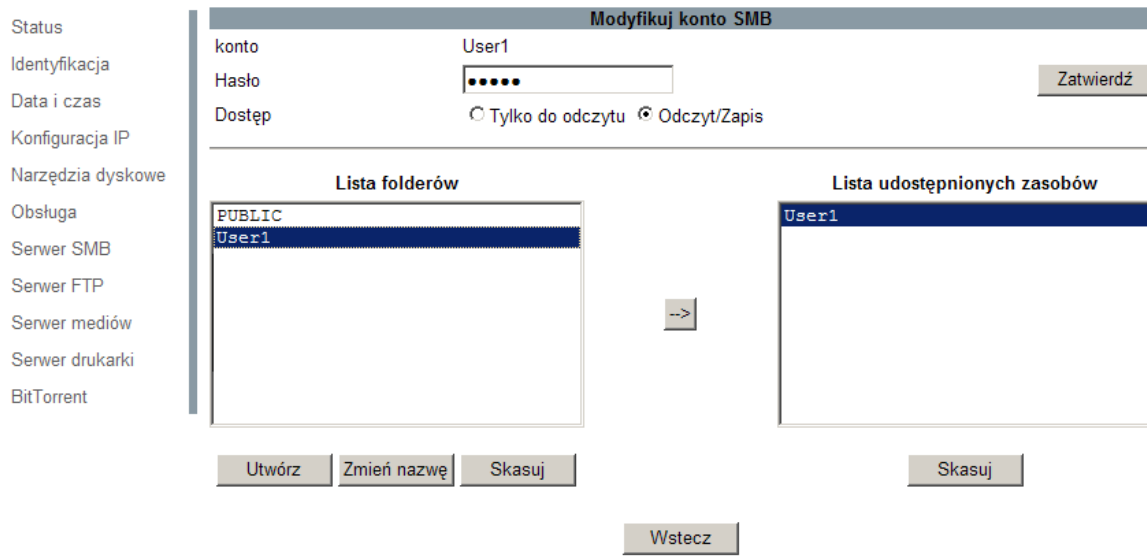 Status
Identyfikacja
Data i czas
Konfiguracja IP
Narzędzia dyskowe
Obsługa
Serwer SMB
Serwer FTP
Serwer mediów
Serwer drukarki
BitTorrent
Modyfikuj konto SMB
konto User1
Hasło ●●●●● Zatwierdź
Dostęp Tylko do odczytu Odczyt/Zapis
Lista folderów
PUBLIC
User1
-->
Lista udostępnionych zasobów
User1
Utwórz Zmień nazwę Skasuj Skasuj
Wstecz